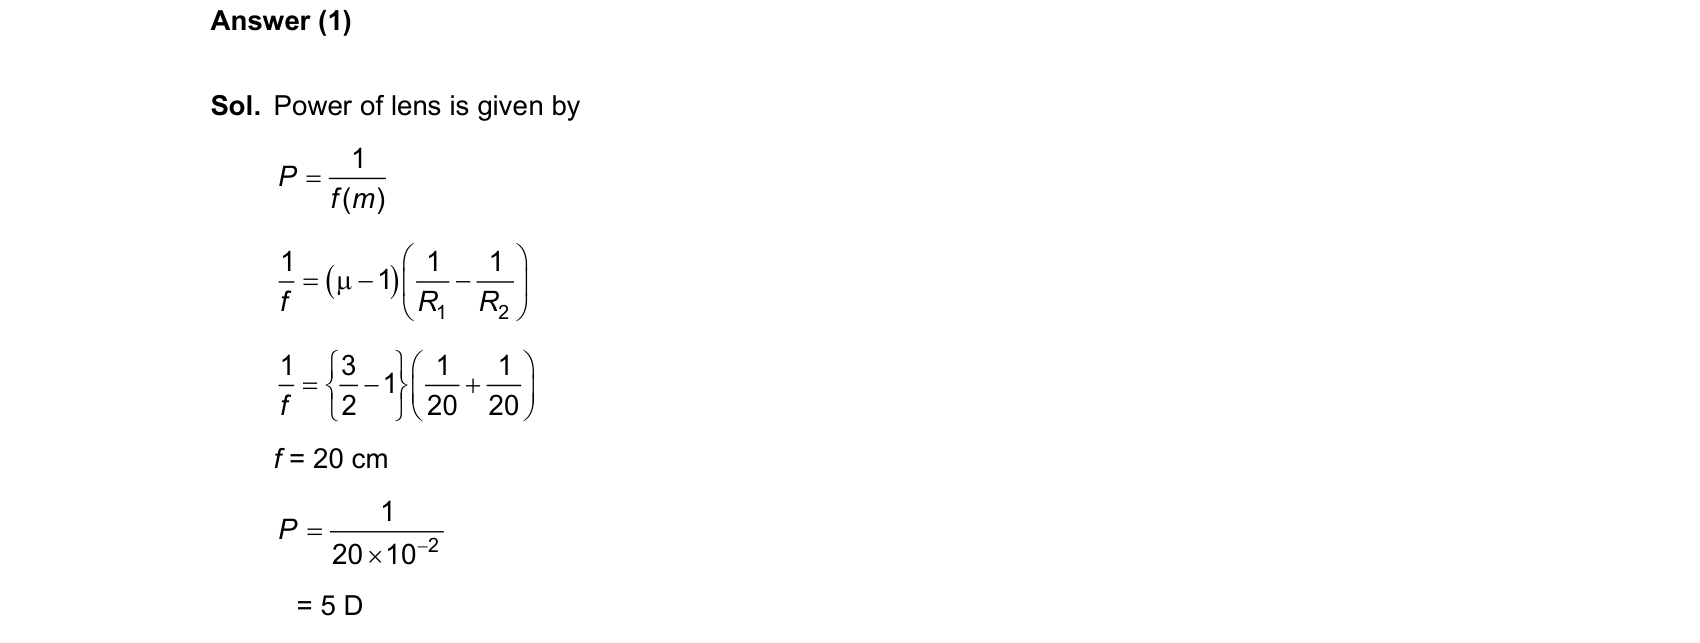 Answer (1)
Sol. Power of lens is given by
P = 1/f(m)
1/f = (μ – 1)(1/R₁ – 1/R₂)
1/f = {3/2 – 1}(1/20 + 1/20)
f = 20 cm
P = 1/(20 × 10⁻²)
= 5 D